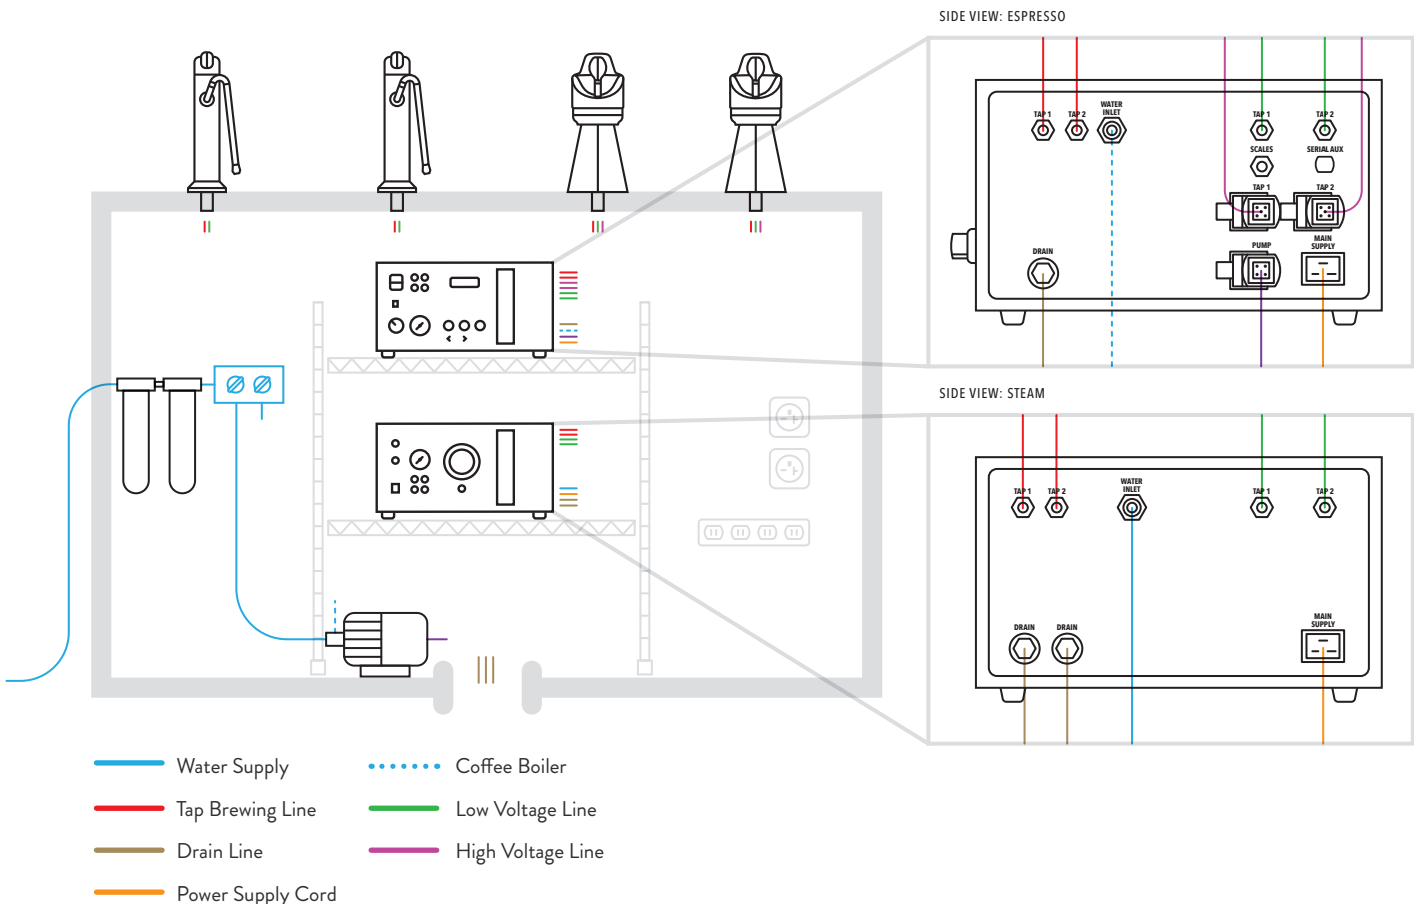 SIDE VIEW: ESPRESSO
TAP 1
TAP 2
WATER
INLET
TAP 1
TAP 2
SCALES
SERIAL AUX
TAP 1
TAP 2
DRAIN
PUMP
MAIN
SUPPLY
SIDE VIEW: STEAM
TAP 1
TAP 2
WATER
INLET
TAP 1
TAP 2
DRAIN
DRAIN
MAIN
SUPPLY
Water Supply
Coffee Boiler
Tap Brewing Line
Low Voltage Line
Drain Line
High Voltage Line
Power Supply Cord